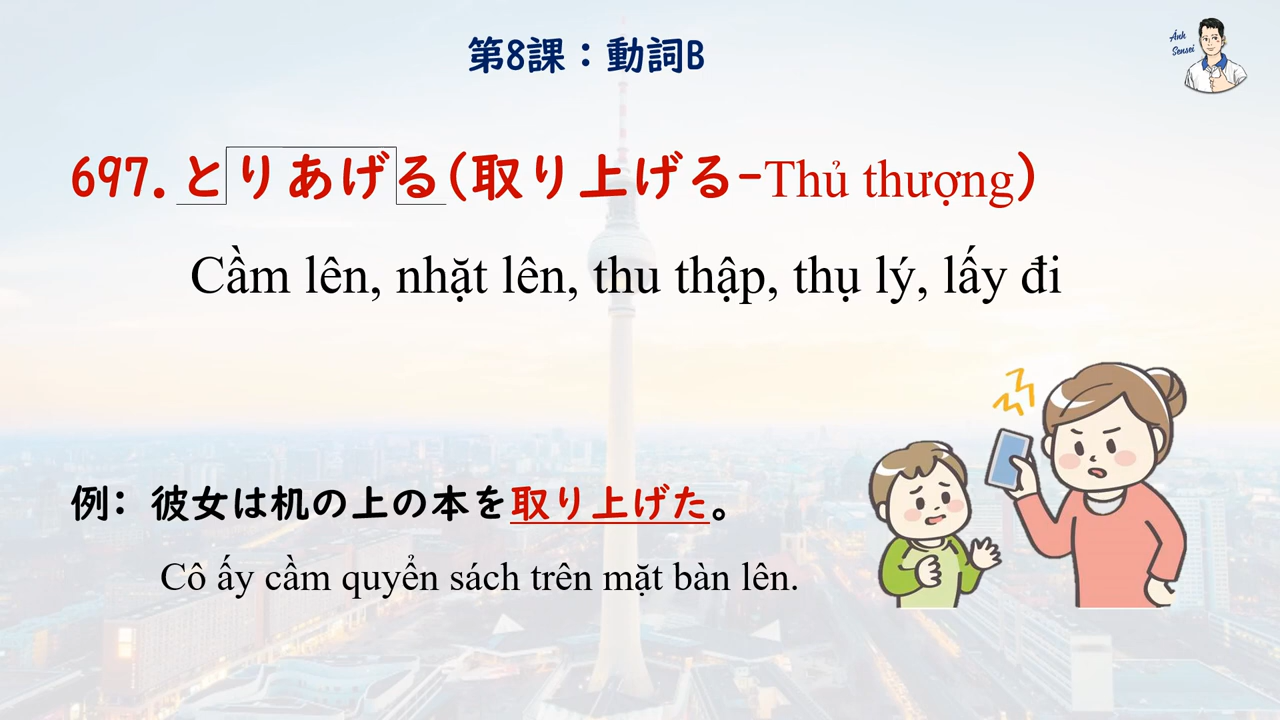 第8課：動詞B
Ánh
Sensei
697.とりあげる(取り上げる-Thủ thượng)
Cầm lên, nhặt lên, thu thập, thụ lý, lấy đi
例: 彼女は机の上の本を取り上げた。
Cô ấy cầm quyển sách trên mặt bàn lên.